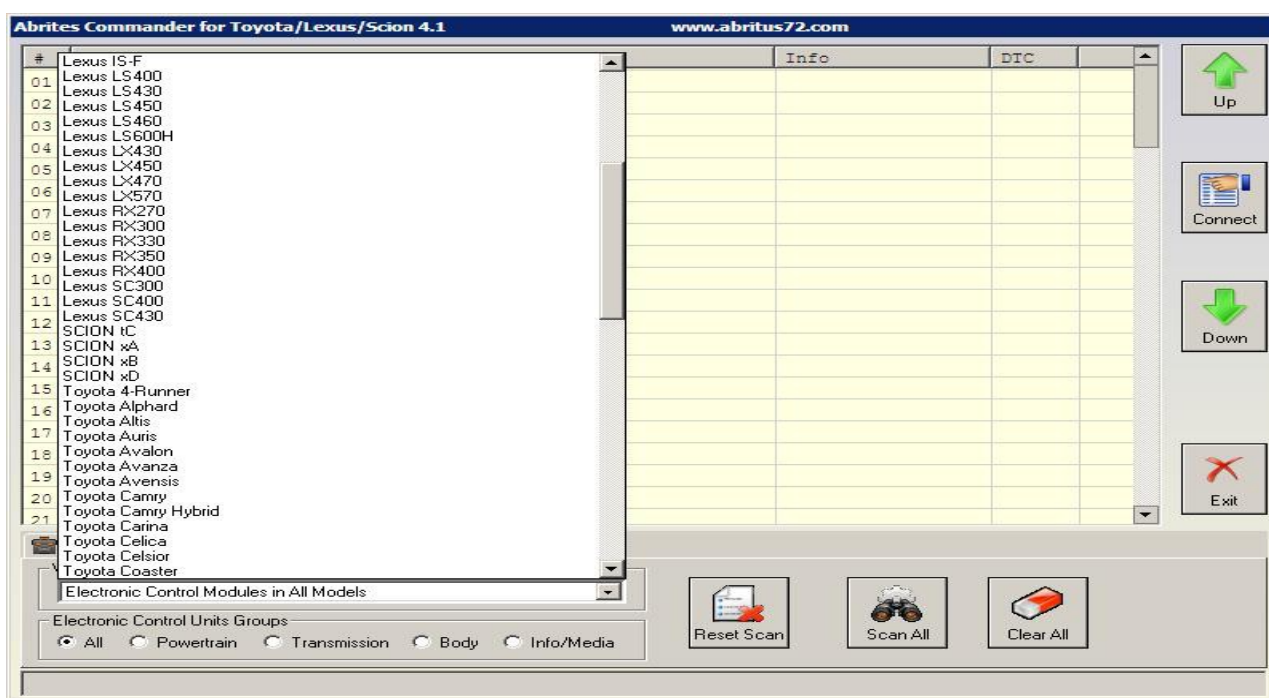 Abrites Commander for Toyota/Lexus/Scion 4.1 www.abritus72.com
# Info DTC
01
02
03
04
05
06
07
08
09
10
11
12
13
14
15
16
17
18
19
20
21
Lexus IS-F
Lexus LS400
Lexus LS430
Lexus LS450
Lexus LS460
Lexus LS600H
Lexus LX430
Lexus LX450
Lexus LX470
Lexus LX570
Lexus RX270
Lexus RX300
Lexus RX330
Lexus RX350
Lexus RX400
Lexus SC300
Lexus SC400
Lexus SC430
SCION tC
SCION xA
SCION xB
SCION xD
Toyota 4-Runner
Toyota Alphard
Toyota Altis
Toyota Auris
Toyota Avalon
Toyota Avanza
Toyota Avensis
Toyota Camry
Toyota Camry Hybrid
Toyota Carina
Toyota Celica
Toyota Celsior
Toyota Coaster
Electronic Control Modules in All Models
Electronic Control Units Groups
All Powertrain Transmission Body Info/Media
Reset Scan
Scan All
Clear All
Up
Connect
Down
Exit